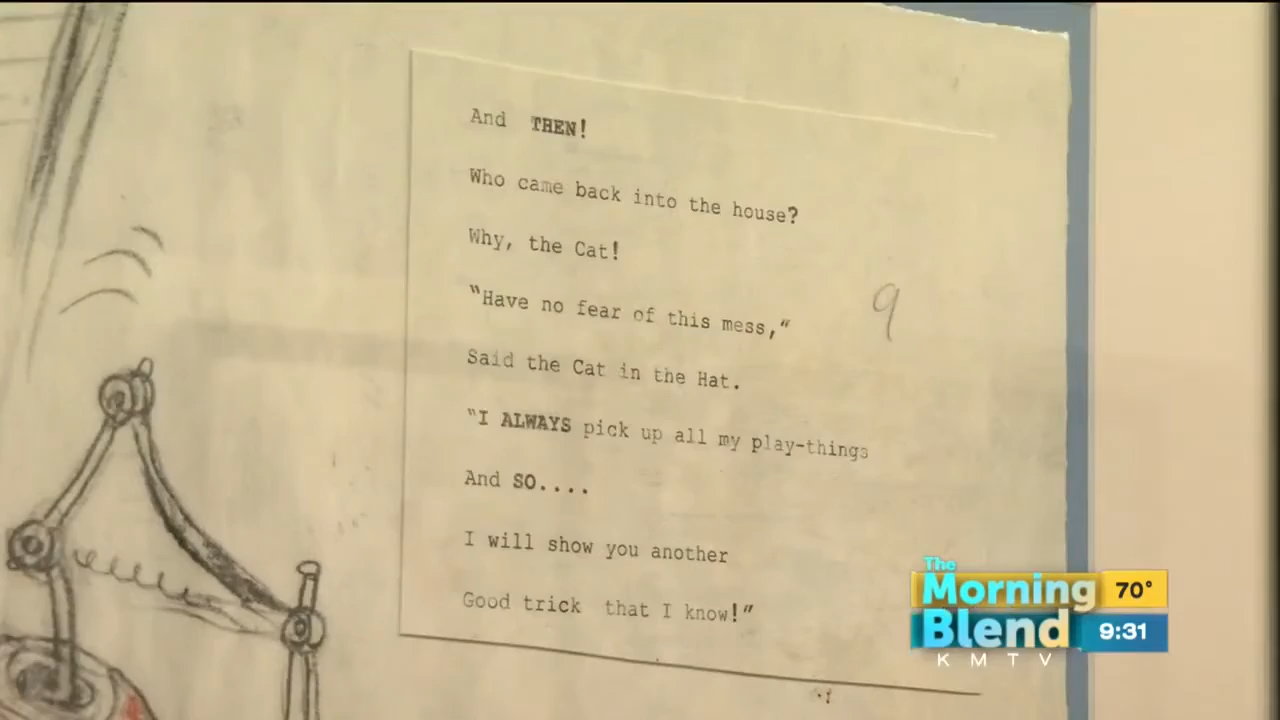 And THEN!
Who came back into the house?
Why, the Cat!
"Have no fear of this mess,"
Said the Cat in the Hat.
"I ALWAYS pick up all my play-things
And SO....
I will show you another
Good trick that I know!"
9
The
Morning
Blend
KMTV
70°
9:31